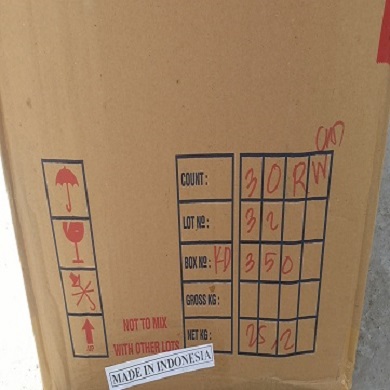 COUNT: 30RW
LOT No: 32
BOX No: KD 350
GROSS KG:
NET KG: 25,2
NOT TO MIX
WITH OTHER LOTS
MADE IN INDONESIA